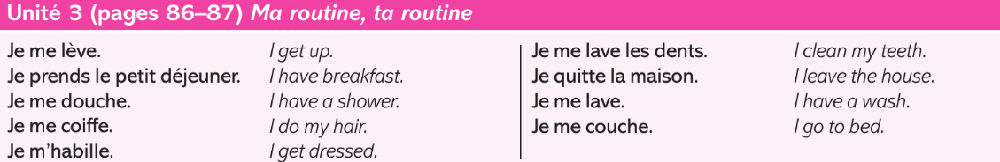 Unité 3 (pages 86–87) Ma routine, ta routine
Je me lève. I get up.
Je prends le petit déjeuner. I have breakfast.
Je me douche. I have a shower.
Je me coiffe. I do my hair.
Je m’habille. I get dressed.
Je me lave les dents. I clean my teeth.
Je quitte la maison. I leave the house.
Je me lave. I have a wash.
Je me couche. I go to bed.